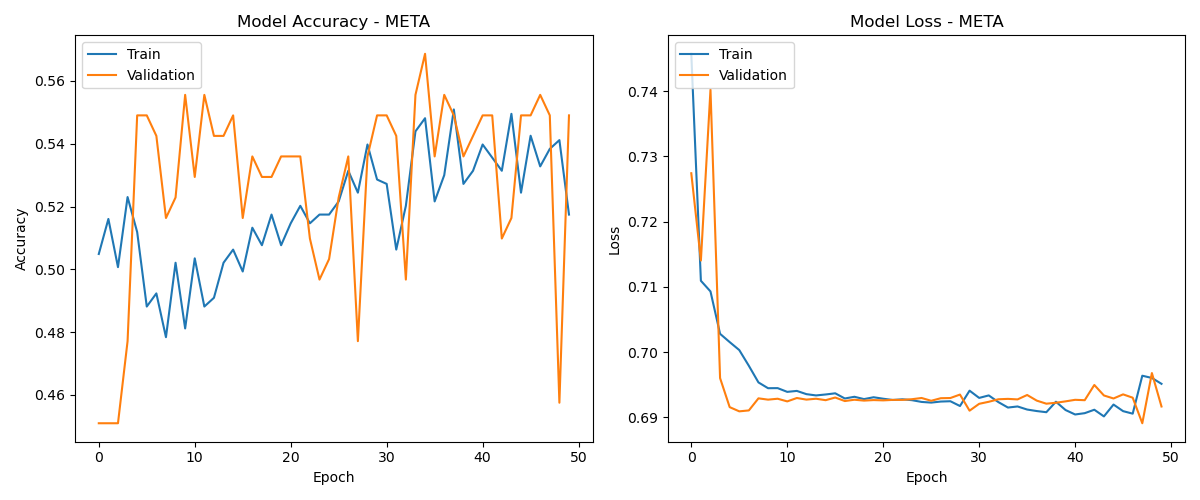 Model Accuracy - META
Train
Validation
0.56
0.54
0.52
0.50
0.48
0.46
Accuracy
0 10 20 30 40 50
Epoch
Model Loss - META
Train
Validation
0.74
0.73
0.72
0.71
0.70
0.69
Loss
0 10 20 30 40 50
Epoch